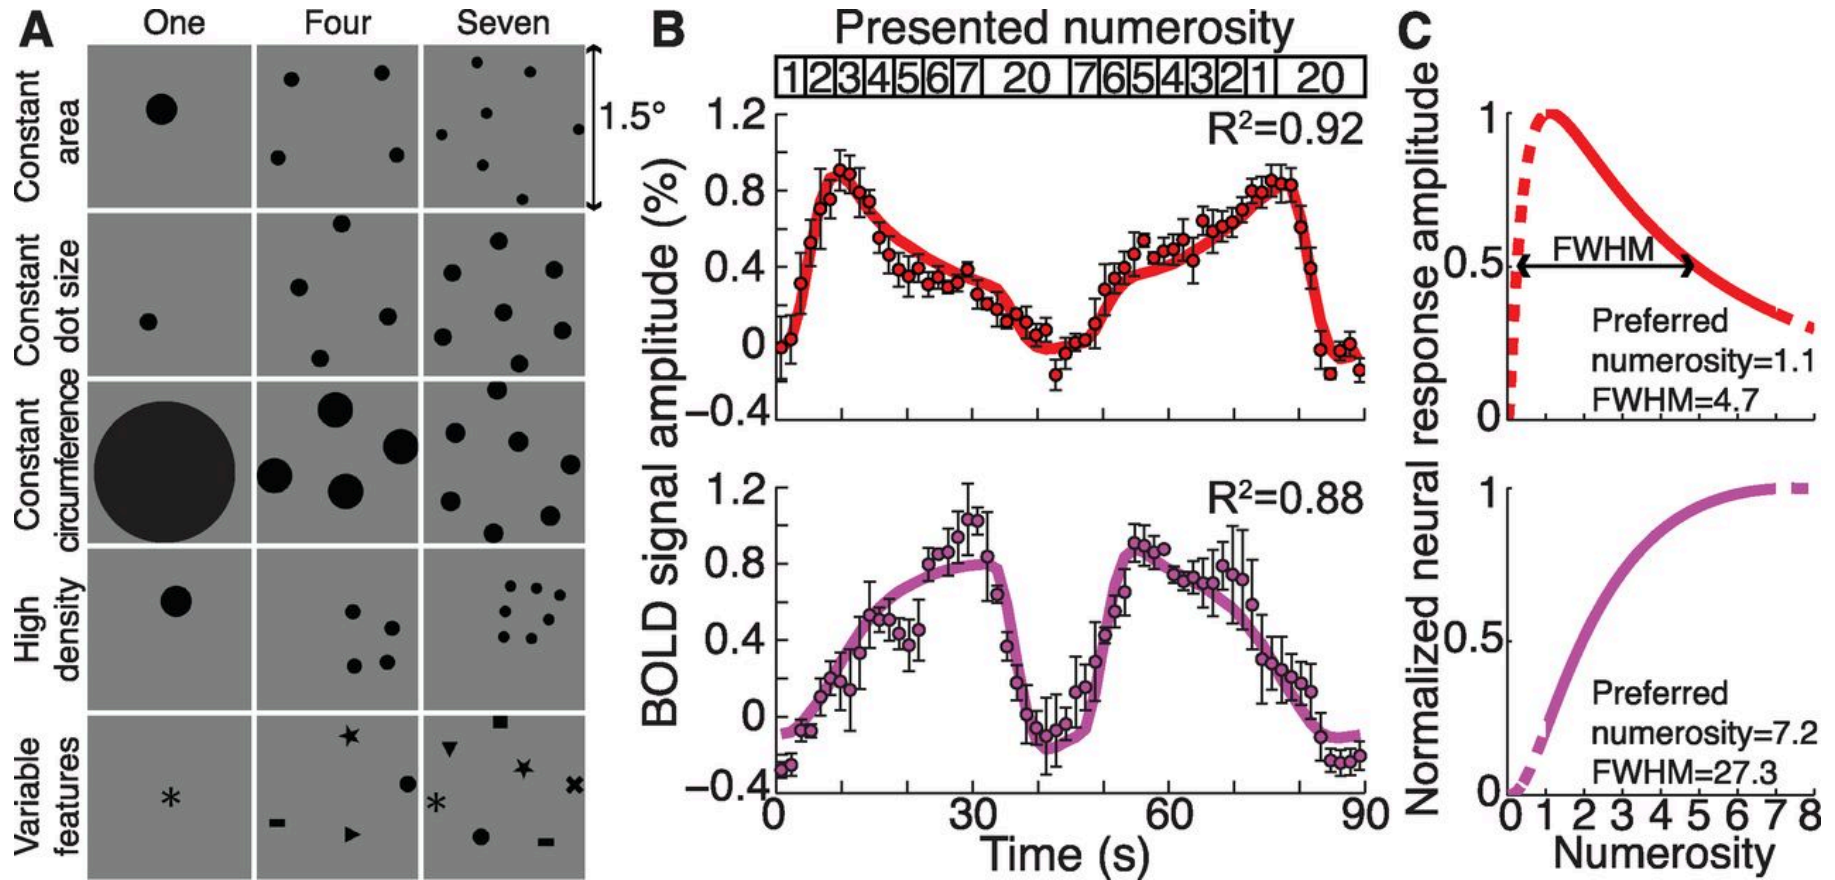 A
One Four Seven
Constant
area
1.5°
Constant
dot size
Constant
circumference
High
density
Variable
features
B
Presented numerosity
1 2 3 4 5 6 7 20 7 6 5 4 3 2 1 20
BOLD signal amplitude (%)
1.2
0.8
0.4
0
−0.4
R²=0.92
1.2
0.8
0.4
0
−0.4
R²=0.88
0 30 60 90
Time (s)
C
Normalized neural response amplitude
1
0.5
0
FWHM
Preferred
numerosity=1.1
FWHM=4.7
1
0.5
0
Preferred
numerosity=7.2
FWHM=27.3
0 1 2 3 4 5 6 7 8
Numerosity